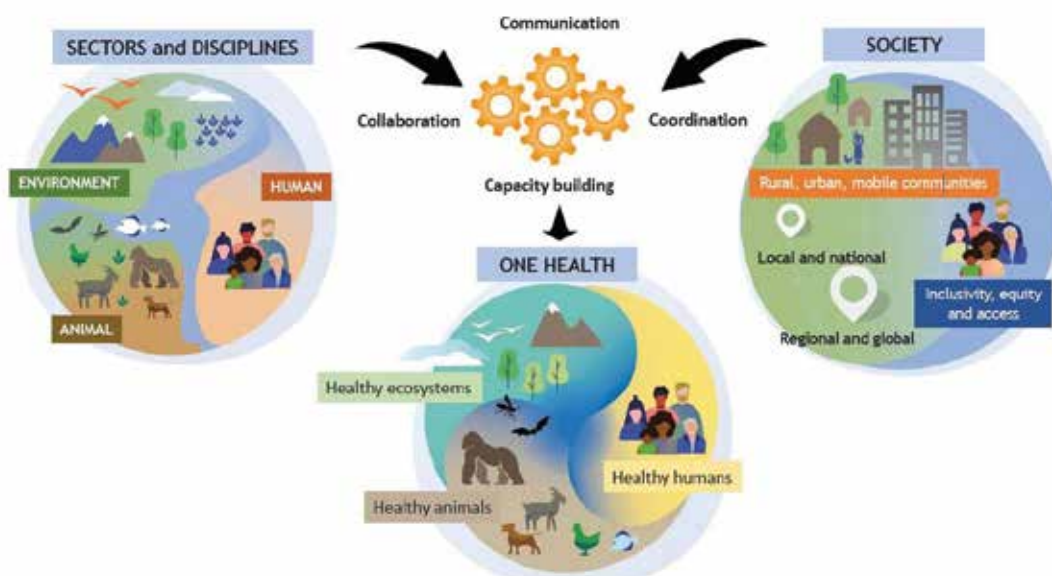 Communication
SECTORS and DISCIPLINES
SOCIETY
Collaboration
Coordination
ENVIRONMENT
HUMAN
Capacity building
Rural, urban, mobile communities
Local and national
ONE HEALTH
Inclusivity, equity
and access
ANIMAL
Regional and global
Healthy ecosystems
Healthy humans
Healthy animals